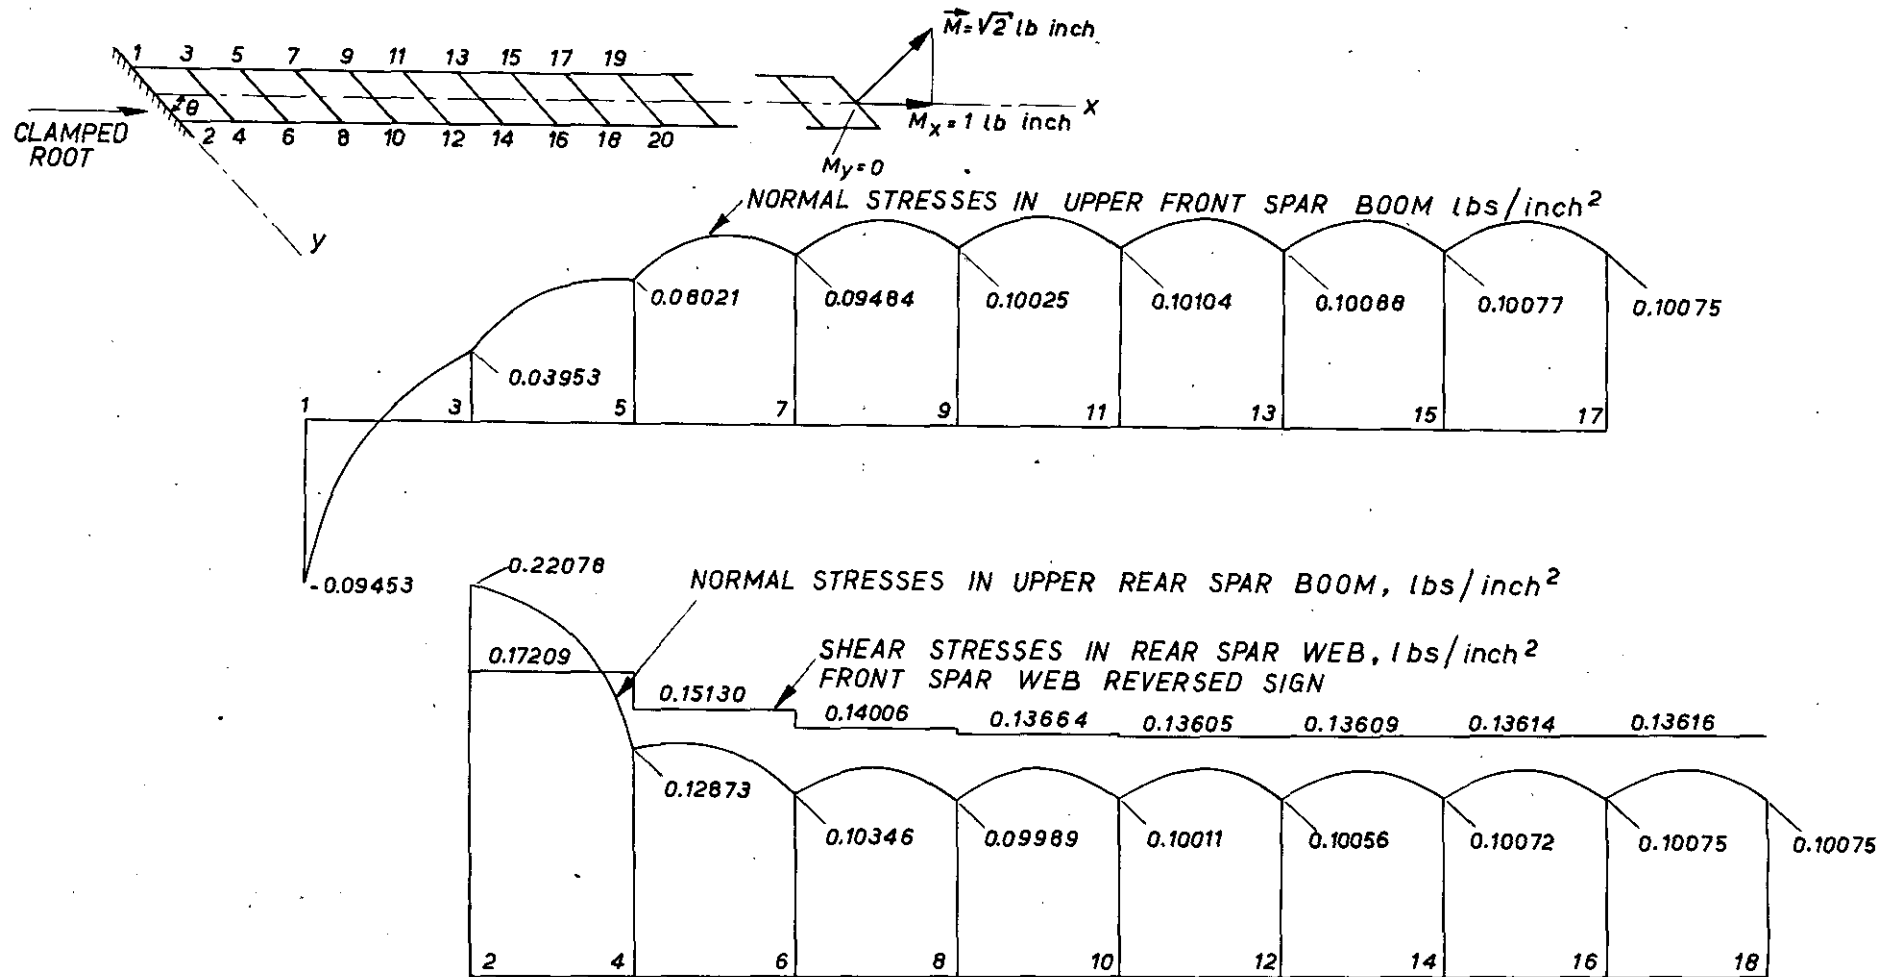 M=√2 lb inch
1 3 5 7 9 11 13 15 17 19
θ
x
CLAMPED
ROOT
2 4 6 8 10 12 14 16 18 20
Mx=1 lb inch
My=0
y
NORMAL STRESSES IN UPPER FRONT SPAR BOOM lbs/inch²
0.08021
0.09484
0.10025
0.10104
0.10088
0.10077
0.10075
0.03953
1 3 5 7 9 11 13 15 17
-0.09453
0.22078
NORMAL STRESSES IN UPPER REAR SPAR BOOM, lbs/inch²
SHEAR STRESSES IN REAR SPAR WEB, lbs/inch²
FRONT SPAR WEB REVERSED SIGN
0.17209
0.15130
0.14006
0.13664
0.13605
0.13609
0.13614
0.13616
0.12873
0.10346
0.09989
0.10011
0.10056
0.10072
0.10075
0.10075
2 4 6 8 10 12 14 16 18